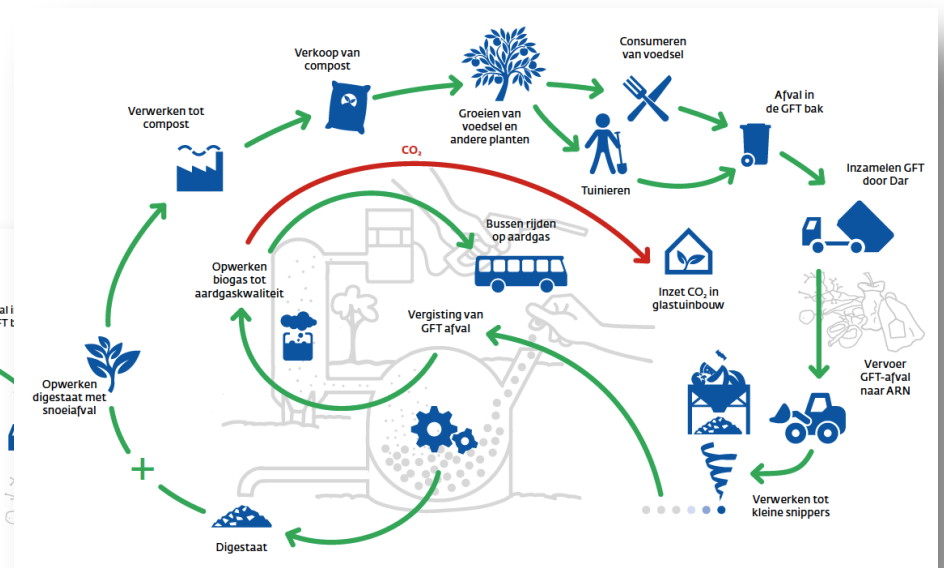 Verkoop van
compost
Consumeren
van voedsel
Verwerken tot
compost
Groeien van
voedsel en
andere planten
Afval in
de GFT bak
CO₂
Tuinieren
Inzamelen GFT
door Dar
Bussen rijden
op aardgas
Opwerken
biogas tot
aardgaskwaliteit
Inzet CO₂ in
glastuinbouw
Vergisting van
GFT afval
Vervoer
GFT-afval
naar ARN
Opwerken
digestaat met
snoeiafval
+
Verwerken tot
kleine snippers
Digestaat